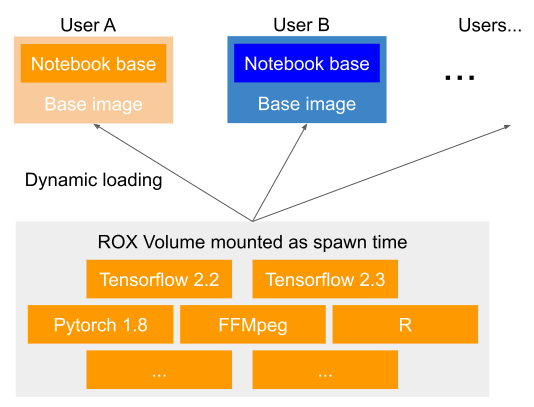 User A
User B
Users...
Notebook base
Notebook base
...
Base image
Base image
Dynamic loading
ROX Volume mounted as spawn time
Tensorflow 2.2
Tensorflow 2.3
Pytorch 1.8
FFMpeg
R
...
...